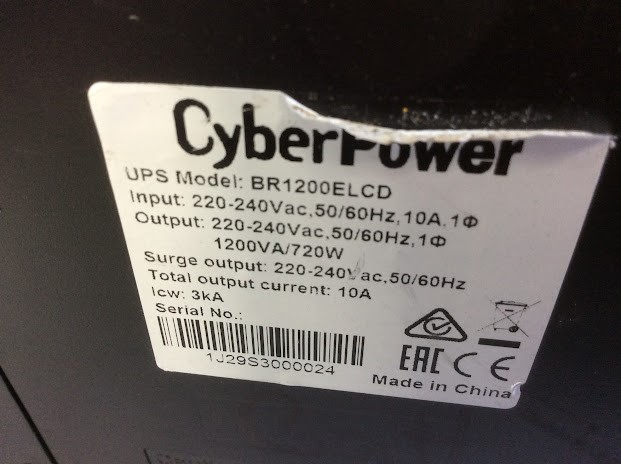 CyberPower
UPS Model: BR1200ELCD
Input: 220-240Vac,50/60Hz,10A.1Φ
Output: 220-240Vac,50/60Hz,1Φ
1200VA/720W
Surge output: 220-240Vac,50/60Hz
Total output current: 10A
Icw: 3kA
Serial No.:
1J29S3000024
EAC CE
Made in China